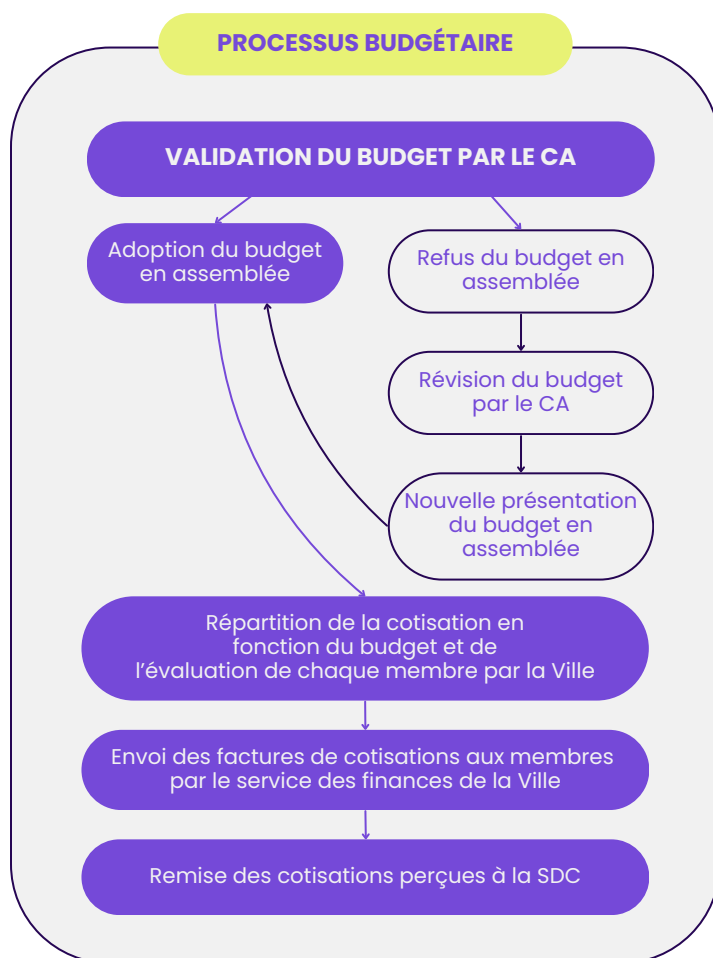 PROCESSUS BUDGÉTAIRE
VALIDATION DU BUDGET PAR LE CA
Adoption du budget
en assemblée
Refus du budget en
assemblée
Révision du budget
par le CA
Nouvelle présentation
du budget en
assemblée
Répartition de la cotisation en
fonction du budget et de
l’évaluation de chaque membre par la Ville
Envoi des factures de cotisations aux membres
par le service des finances de la Ville
Remise des cotisations perçues à la SDC